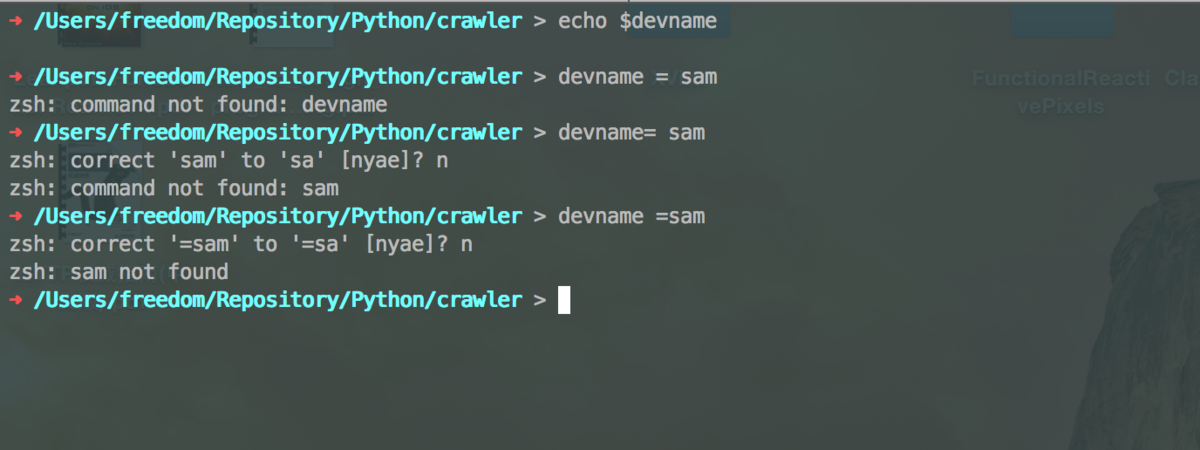 ➜ /Users/freedom/Repository/Python/crawler > echo $devname
➜ /Users/freedom/Repository/Python/crawler > devname = sam
zsh: command not found: devname
➜ /Users/freedom/Repository/Python/crawler > devname= sam
zsh: correct 'sam' to 'sa' [nyae]? n
zsh: command not found: sam
➜ /Users/freedom/Repository/Python/crawler > devname =sam
zsh: correct '=sam' to '=sa' [nyae]? n
zsh: sam not found
➜ /Users/freedom/Repository/Python/crawler >
FunctionalReacti Cla
vePixels